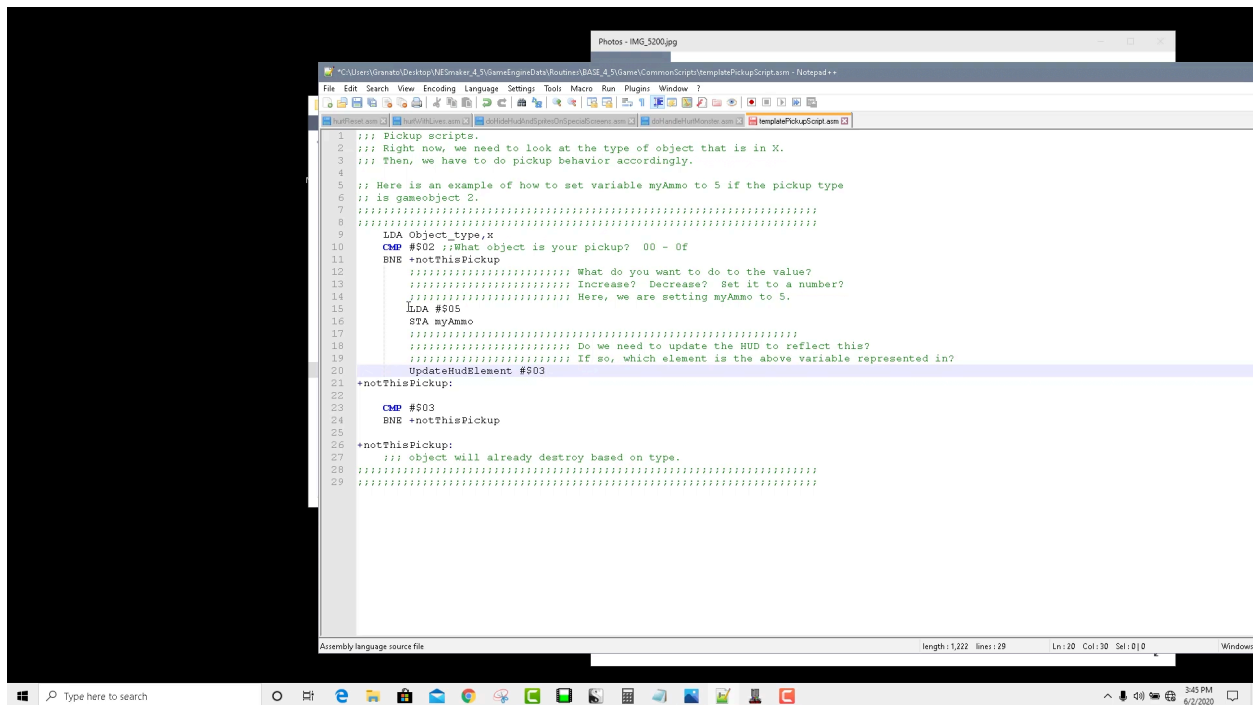 Photos - IMG_5200.jpg
*C:\Users\Granato\Desktop\NESmaker_4_5\GameEngineData\Routines\BASE_4_5\Game\CommonScripts\templatePickupScript.asm - Notepad++
File Edit Search View Encoding Language Settings Tools Macro Run Plugins Window ?
hurtReset.asm hurtWithLives.asm doHideHudAndSpritesOnSpecialScreens.asm doHandleHurtMonster.asm templatePickupScript.asm
1 ;;; Pickup scripts.
2 ;;; Right now, we need to look at the type of object that is in X.
3 ;;; Then, we have to do pickup behavior accordingly.
4
5 ;; Here is an example of how to set variable myAmmo to 5 if the pickup type
6 ;; is gameobject 2.
7 ;;;;;;;;;;;;;;;;;;;;;;;;;;;;;;;;;;;;;;;;;;;;;;;;;;;;;;;;;;;;;;;;;;;;;;;;
8 ;;;;;;;;;;;;;;;;;;;;;;;;;;;;;;;;;;;;;;;;;;;;;;;;;;;;;;;;;;;;;;;;;;;;;;;;
9 LDA Object_type,x
10 CMP #$02 ;;What object is your pickup? 00 - 0f
11 BNE +notThisPickup
12 ;;;;;;;;;;;;;;;;;;;;;;;;; What do you want to do to the value?
13 ;;;;;;;;;;;;;;;;;;;;;;;;; Increase? Decrease? Set it to a number?
14 ;;;;;;;;;;;;;;;;;;;;;;;;; Here, we are setting myAmmo to 5.
15 LDA #$05
16 STA myAmmo
17 ;;;;;;;;;;;;;;;;;;;;;;;;;;;;;;;;;;;;;;;;;;;;;;;;;;;;;;;;;;;;;
18 ;;;;;;;;;;;;;;;;;;;;;;;;; Do we need to update the HUD to reflect this?
19 ;;;;;;;;;;;;;;;;;;;;;;;;; If so, which element is the above variable represented in?
20 UpdateHudElement #$03
21 +notThisPickup:
22
23 CMP #$03
24 BNE +notThisPickup
25
26 +notThisPickup:
27 ;;; object will already destroy based on type.
28 ;;;;;;;;;;;;;;;;;;;;;;;;;;;;;;;;;;;;;;;;;;;;;;;;;;;;;;;;;;;;;;;;;;;;;;;;
29 ;;;;;;;;;;;;;;;;;;;;;;;;;;;;;;;;;;;;;;;;;;;;;;;;;;;;;;;;;;;;;;;;;;;;;;;;
Assembly language source file length : 1,222 lines : 29 Ln : 20 Col : 30 Sel : 0 | 0 Windows
Type here to search
3:45 PM
6/2/2020